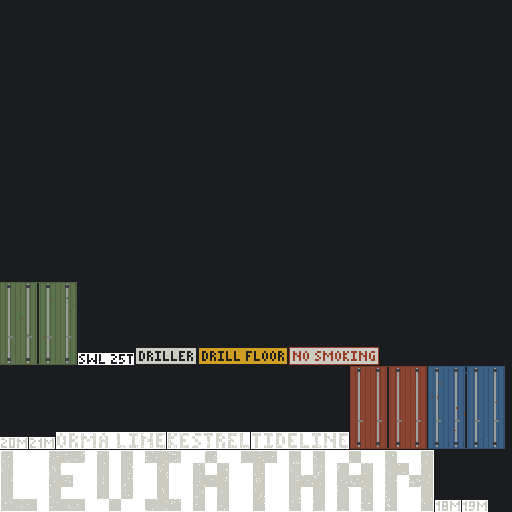 SWL 25T
DRILLER
DRILL FLOOR
NO SMOKING
20M
21M
ORMA LINE
KESTREL
TIDELINE
LEVIATHAN
18M
19M